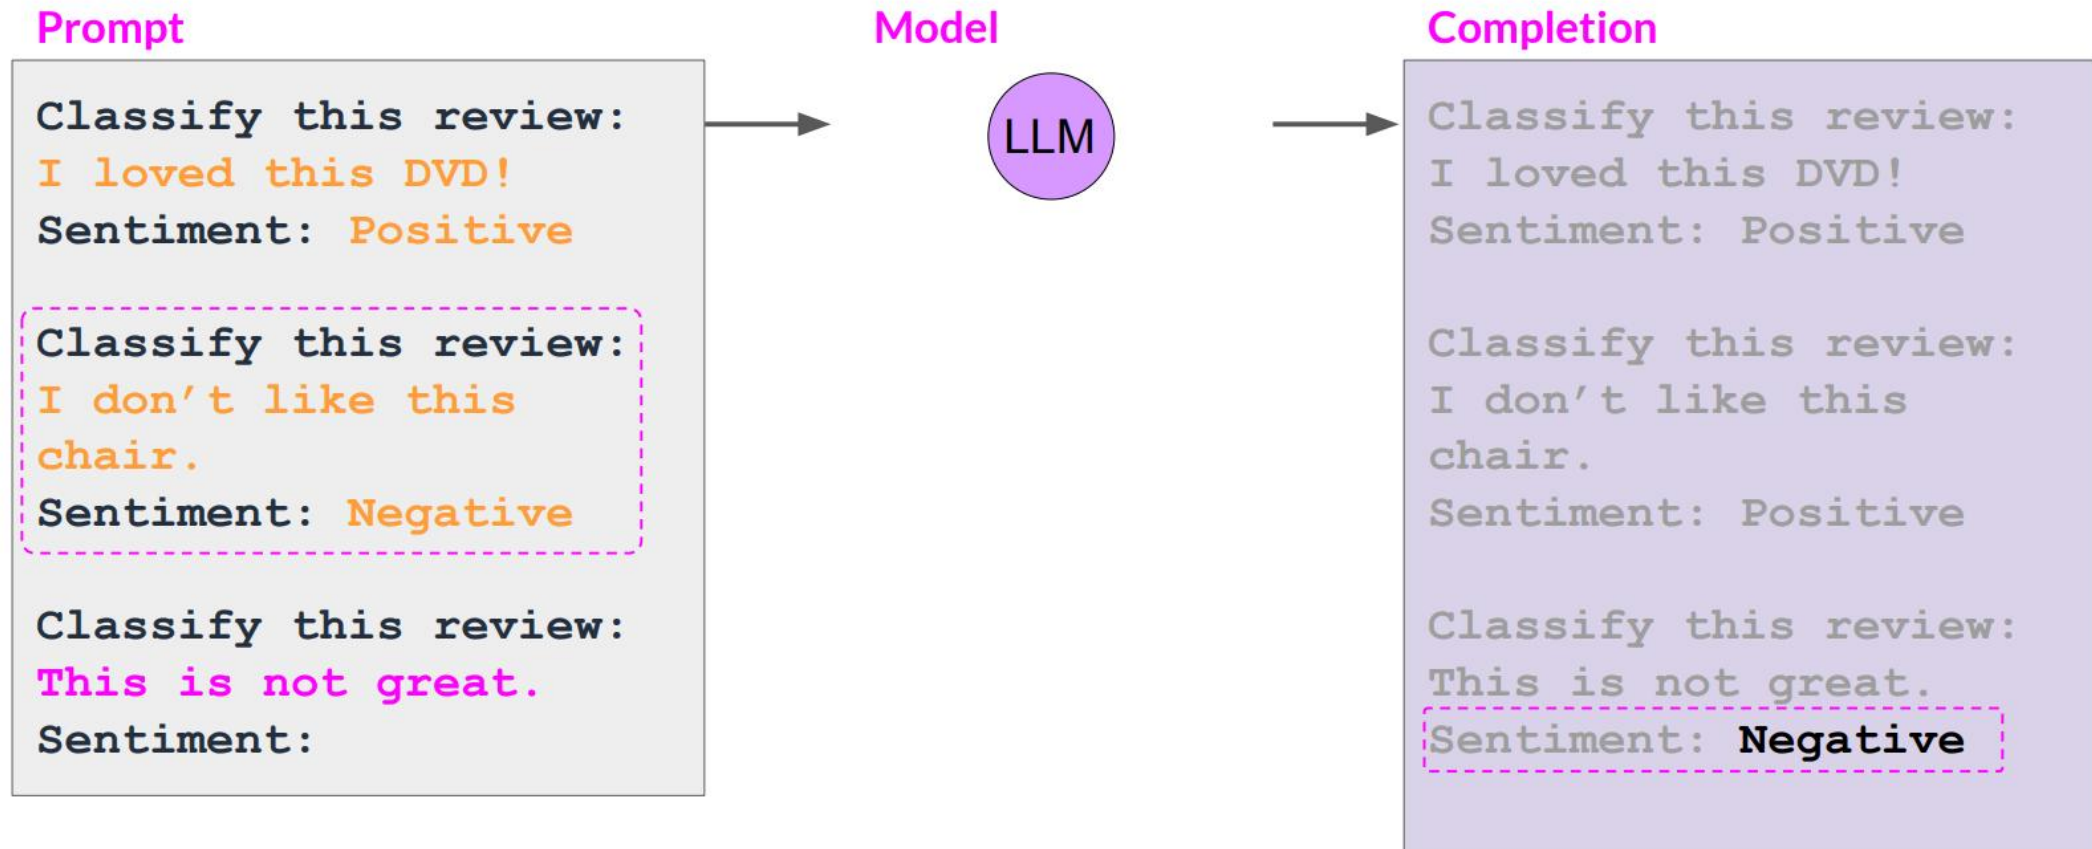 Prompt
Classify this review:
I loved this DVD!
Sentiment: Positive
Classify this review:
I don’t like this
chair.
Sentiment: Negative
Classify this review:
This is not great.
Sentiment:
Model
LLM
Completion
Classify this review:
I loved this DVD!
Sentiment: Positive
Classify this review:
I don’t like this
chair.
Sentiment: Positive
Classify this review:
This is not great.
Sentiment: Negative